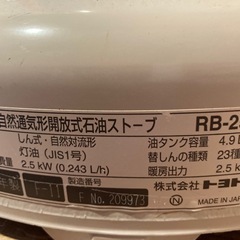 自然通気形開放式石油ストーブ RB-2
しん式・自然対流形 油タンク容量 4.9
灯油 (JIS1号) 替しんの種類 23種
2.5 kW (0.243 L/h) 暖房出力 2.5
製造番号 株式会社トヨト
F No. 209973 MADE IN JAPAN